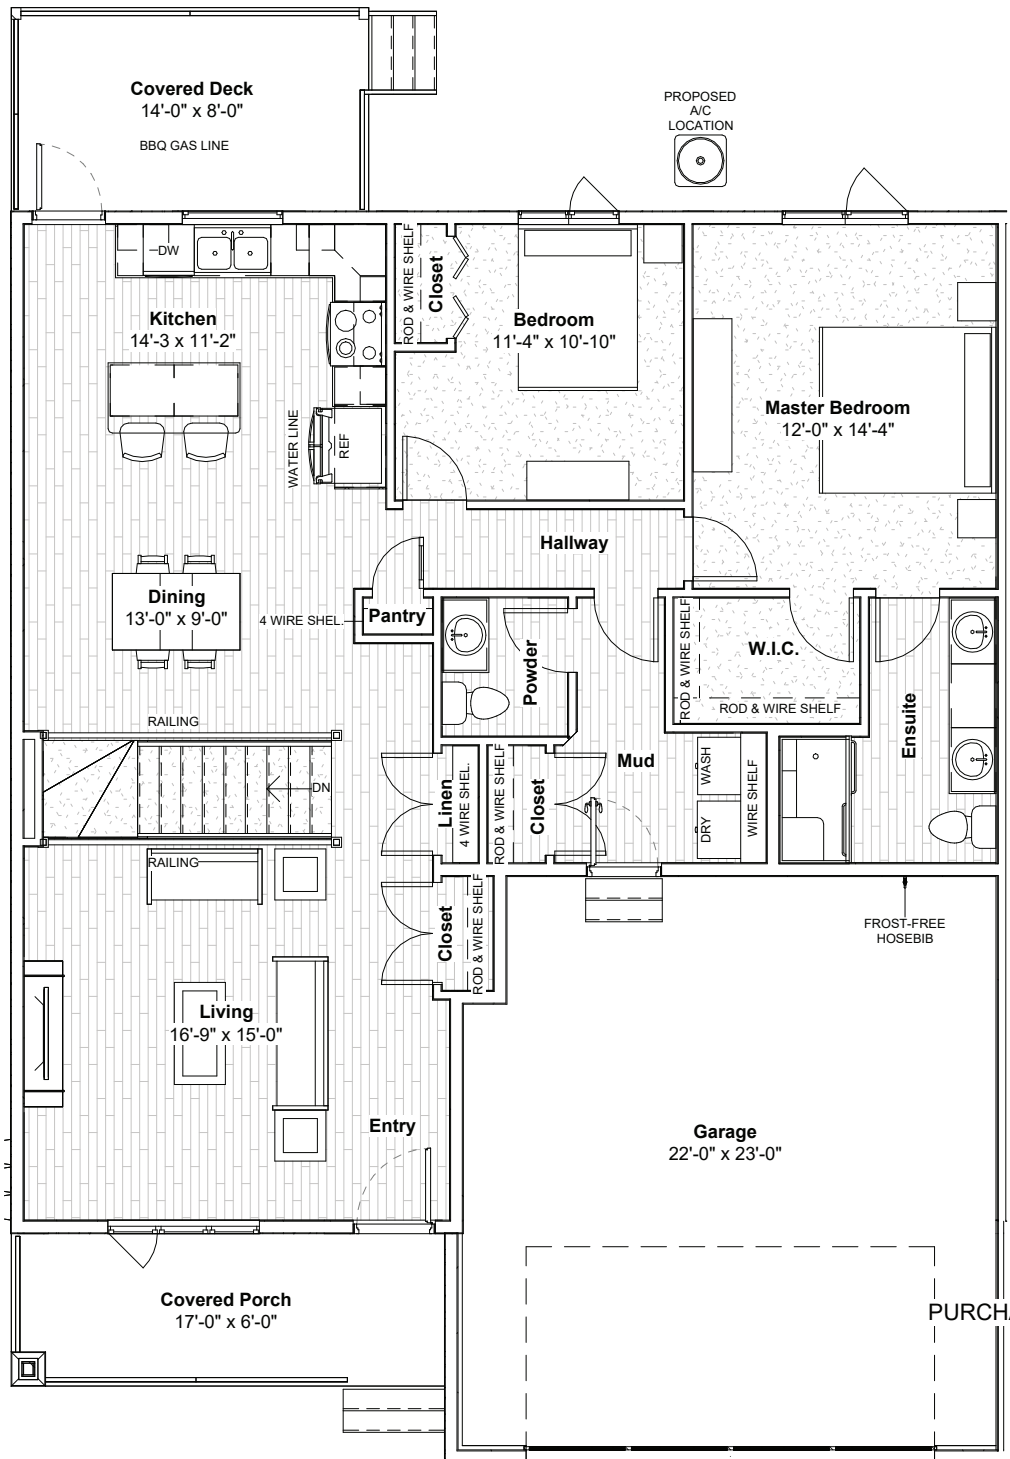 Covered Deck
14'-0" x 8'-0"
BBQ GAS LINE
PROPOSED
A/C
LOCATION
DW
ROD & WIRE SHELF
Closet
Kitchen
14'-3 x 11'-2"
Bedroom
11'-4" x 10'-10"
Master Bedroom
12'-0" x 14'-4"
WATER LINE
REF
Hallway
Dining
13'-0" x 9'-0"
4 WIRE SHEL.
Pantry
Powder
ROD & WIRE SHELF
W.I.C.
ROD & WIRE SHELF
Ensuite
RAILING
DN
Linen
4 WIRE SHEL.
ROD & WIRE SHELF
Closet
Mud
WASH
DRY
WIRE SHELF
RAILING
Closet
ROD & WIRE SHELF
FROST-FREE
HOSEBIB
Living
16'-9" x 15'-0"
Entry
Garage
22'-0" x 23'-0"
Covered Porch
17'-0" x 6'-0"
PURCHA